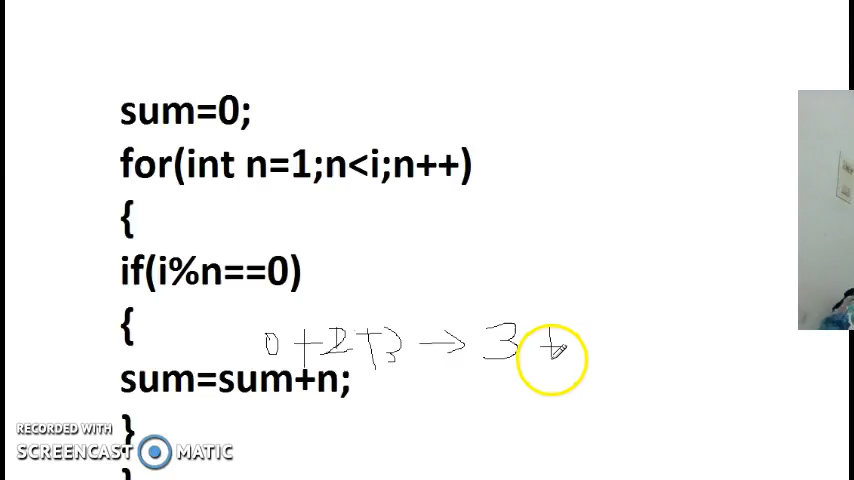 sum=0;
for(int n=1;n<i;n++)
{
if(i%n==0)
{
0+2+3 → 3 +
sum=sum+n;
}
RECORDED WITH
SCREENCAST MATIC
}